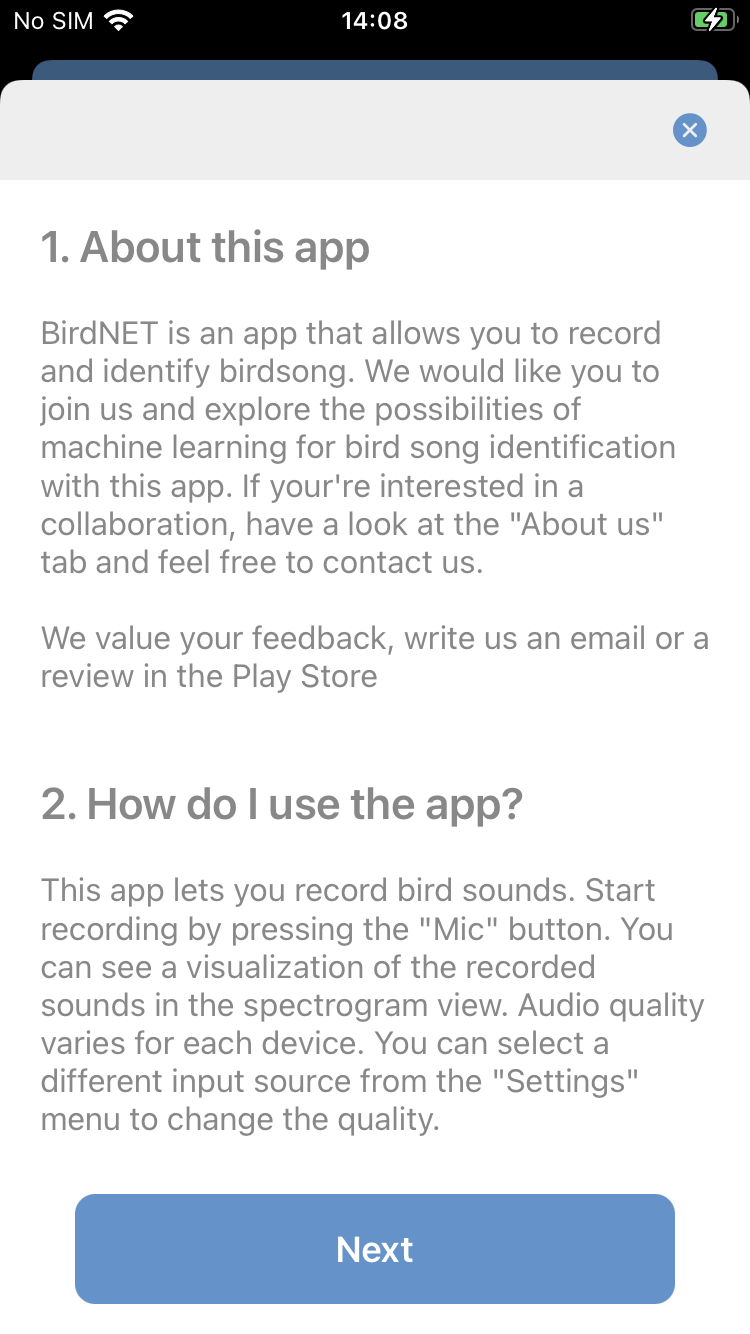 No SIM 14:08
1. About this app
BirdNET is an app that allows you to record
and identify birdsong. We would like you to
join us and explore the possibilities of
machine learning for bird song identification
with this app. If your're interested in a
collaboration, have a look at the "About us"
tab and feel free to contact us.
We value your feedback, write us an email or a
review in the Play Store
2. How do I use the app?
This app lets you record bird sounds. Start
recording by pressing the "Mic" button. You
can see a visualization of the recorded
sounds in the spectrogram view. Audio quality
varies for each device. You can select a
different input source from the "Settings"
menu to change the quality.
Next